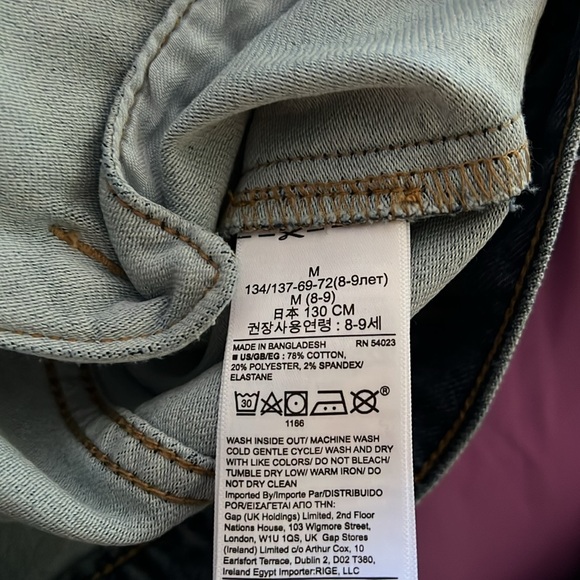 M
134/137-69-72(8-9лет)
M (8-9)
日本 130 CM
권장사용연령 : 8-9세
MADE IN BANGLADESH RN 54023
■ US/GB/EG : 78% COTTON,
20% POLYESTER, 2% SPANDEX/
ELASTANE
30 ®
1166
WASH INSIDE OUT/ MACHINE WASH
COLD GENTLE CYCLE/ WASH AND DRY
WITH LIKE COLORS/ DO NOT BLEACH/
TUMBLE DRY LOW/ WARM IRON/ DO
NOT DRY CLEAN
Imported By/Importe Par/DISTRIBUIDO
POR/ΕΙΣΑΓΕΤΑΙ ΑΠΟ ΤΗΝ:
Gap (UK Holdings) Limited, 2nd Floor
Nations House, 103 Wigmore Street,
London, W1U 1QS, UK Gap Stores
(Ireland) Limited c/o Arthur Cox, 10
Earlsfort Terrace, Dublin 2, D02 T380,
Ireland Egypt Importer:RIGE, LLC